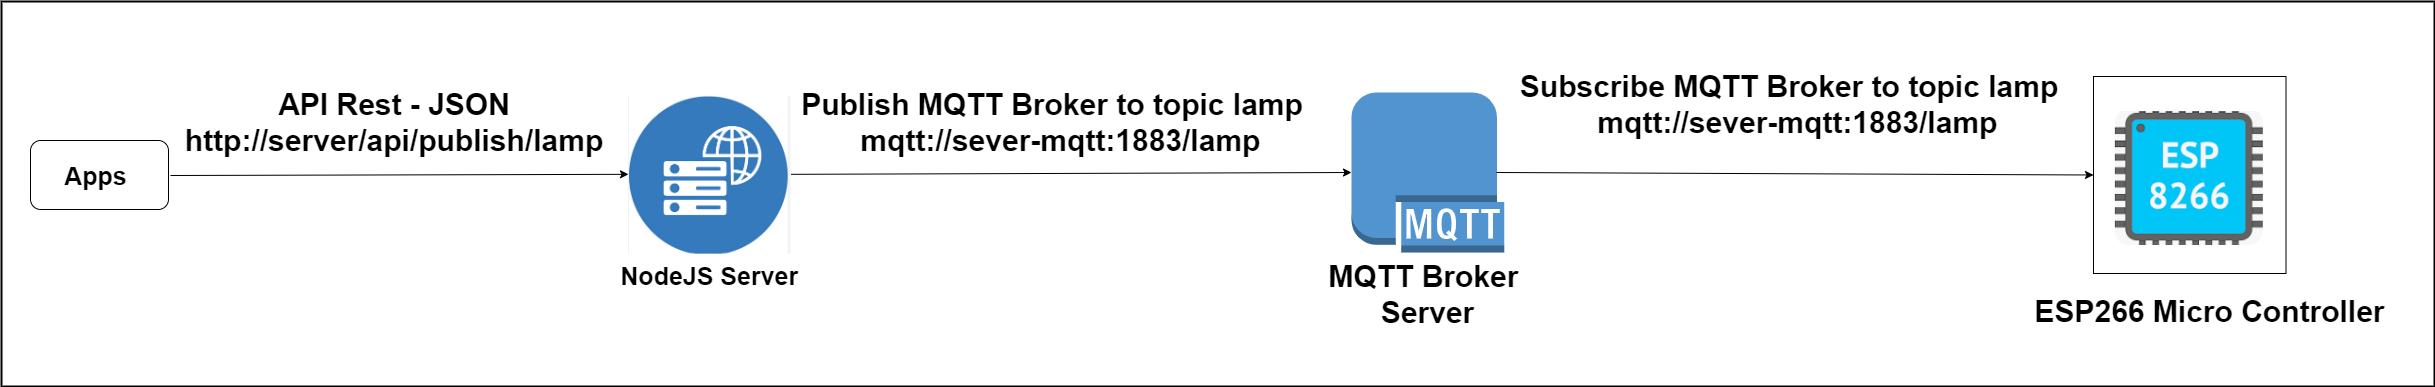 API Rest - JSON
http://server/api/publish/lamp
Apps
NodeJS Server
Publish MQTT Broker to topic lamp
mqtt://sever-mqtt:1883/lamp
MQTT
MQTT Broker
Server
Subscribe MQTT Broker to topic lamp
mqtt://sever-mqtt:1883/lamp
ESP
8266
ESP266 Micro Controller